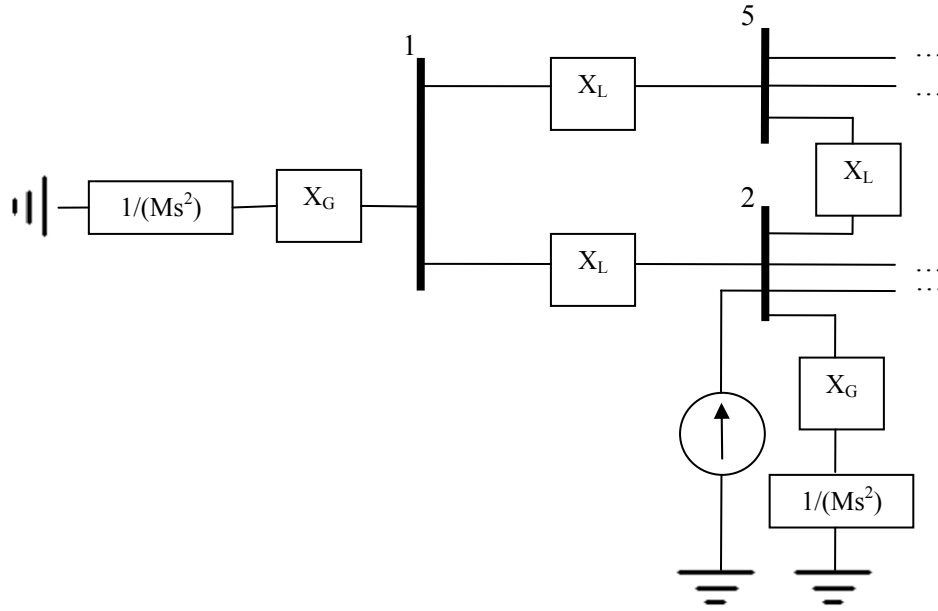 5
1
X_L
...
...
X_L
1/(Ms²)
X_G
2
X_L
...
...
X_G
1/(Ms²)